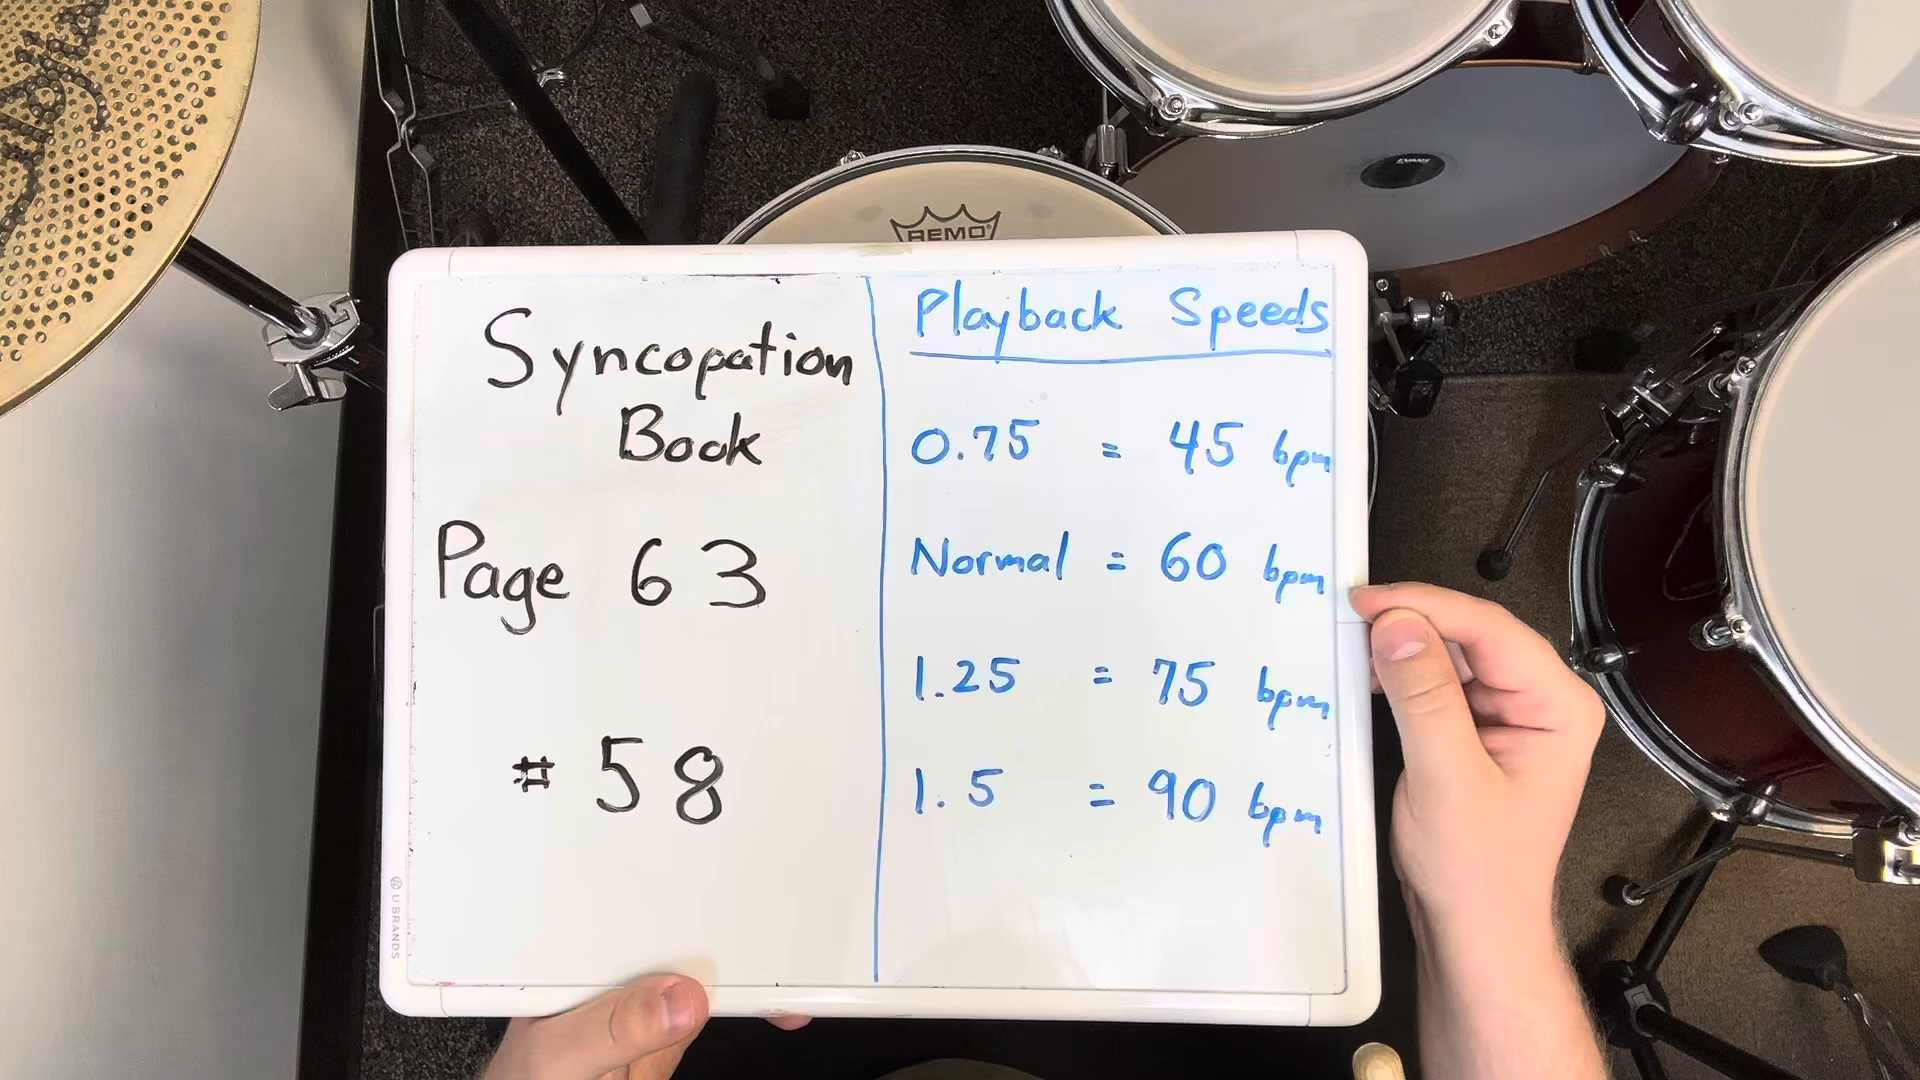 REMO
EVANS
Syncopation
Book
Page 63
# 58
Playback Speeds
0.75 = 45 bpm
Normal = 60 bpm
1.25 = 75 bpm
1.5 = 90 bpm
U BRANDS